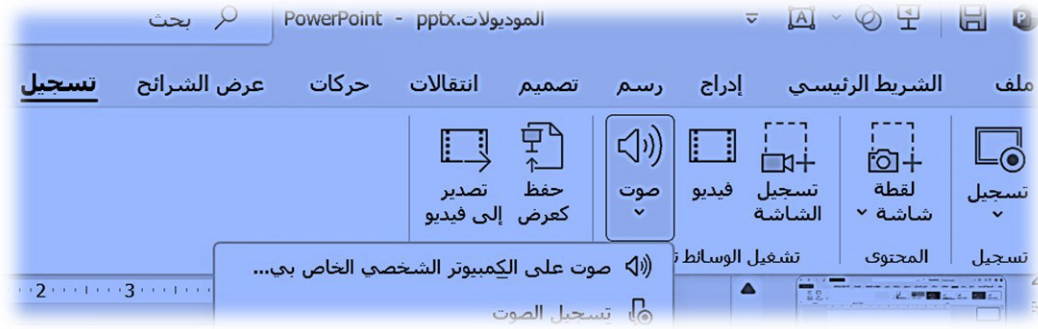 الموديولات.pptx - PowerPoint
بحث
ملف الشريط الرئيسي إدراج رسم تصميم انتقالات حركات عرض الشرائح تسجيل
تسجيل
لقطة
شاشة
تسجيل
الشاشة
فيديو
صوت
حفظ
كعرض
تصدير
إلى فيديو
تسجيل
المحتوى
تشغيل الوسائط
صوت على الكمبيوتر الشخصي الخاص بي...
تسجيل الصوت
3 2